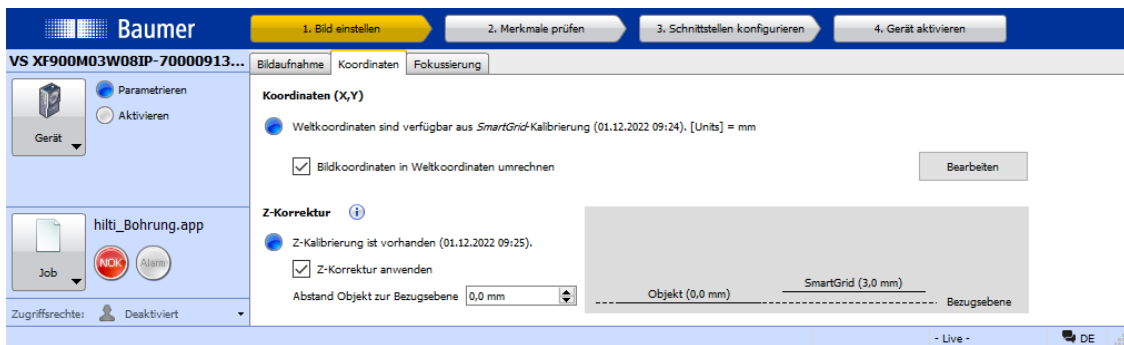 Baumer
1. Bild einstellen
2. Merkmale prüfen
3. Schnittstellen konfigurieren
4. Gerät aktivieren
VS XF900M03W08IP-70000913...
Bildaufnahme Koordinaten Fokussierung
Gerät
Parametrieren
Aktivieren
Koordinaten (X,Y)
Weltkoordinaten sind verfügbar aus SmartGrid-Kalibrierung (01.12.2022 09:24). [Units] = mm
Bildkoordinaten in Weltkoordinaten umrechnen
Bearbeiten
Job
hilti_Bohrung.app
NOK
Alarm
Z-Korrektur
Z-Kalibrierung ist vorhanden (01.12.2022 09:25).
Z-Korrektur anwenden
Abstand Objekt zur Bezugsebene 0,0 mm
Objekt (0,0 mm)
SmartGrid (3,0 mm)
Bezugsebene
Zugriffsrechte: Deaktiviert
- Live -
DE